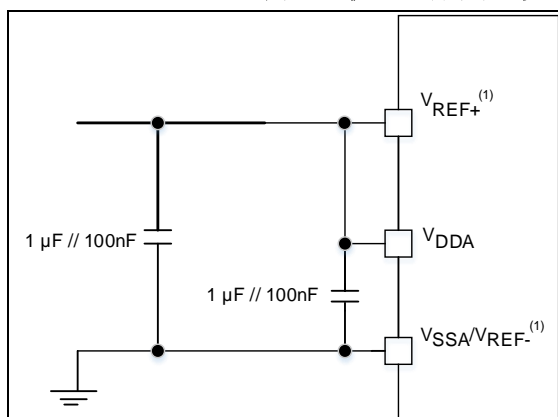 VREF+(1)
1 µF // 100nF
VDDA
1 µF // 100nF
VSSA/VREF-(1)